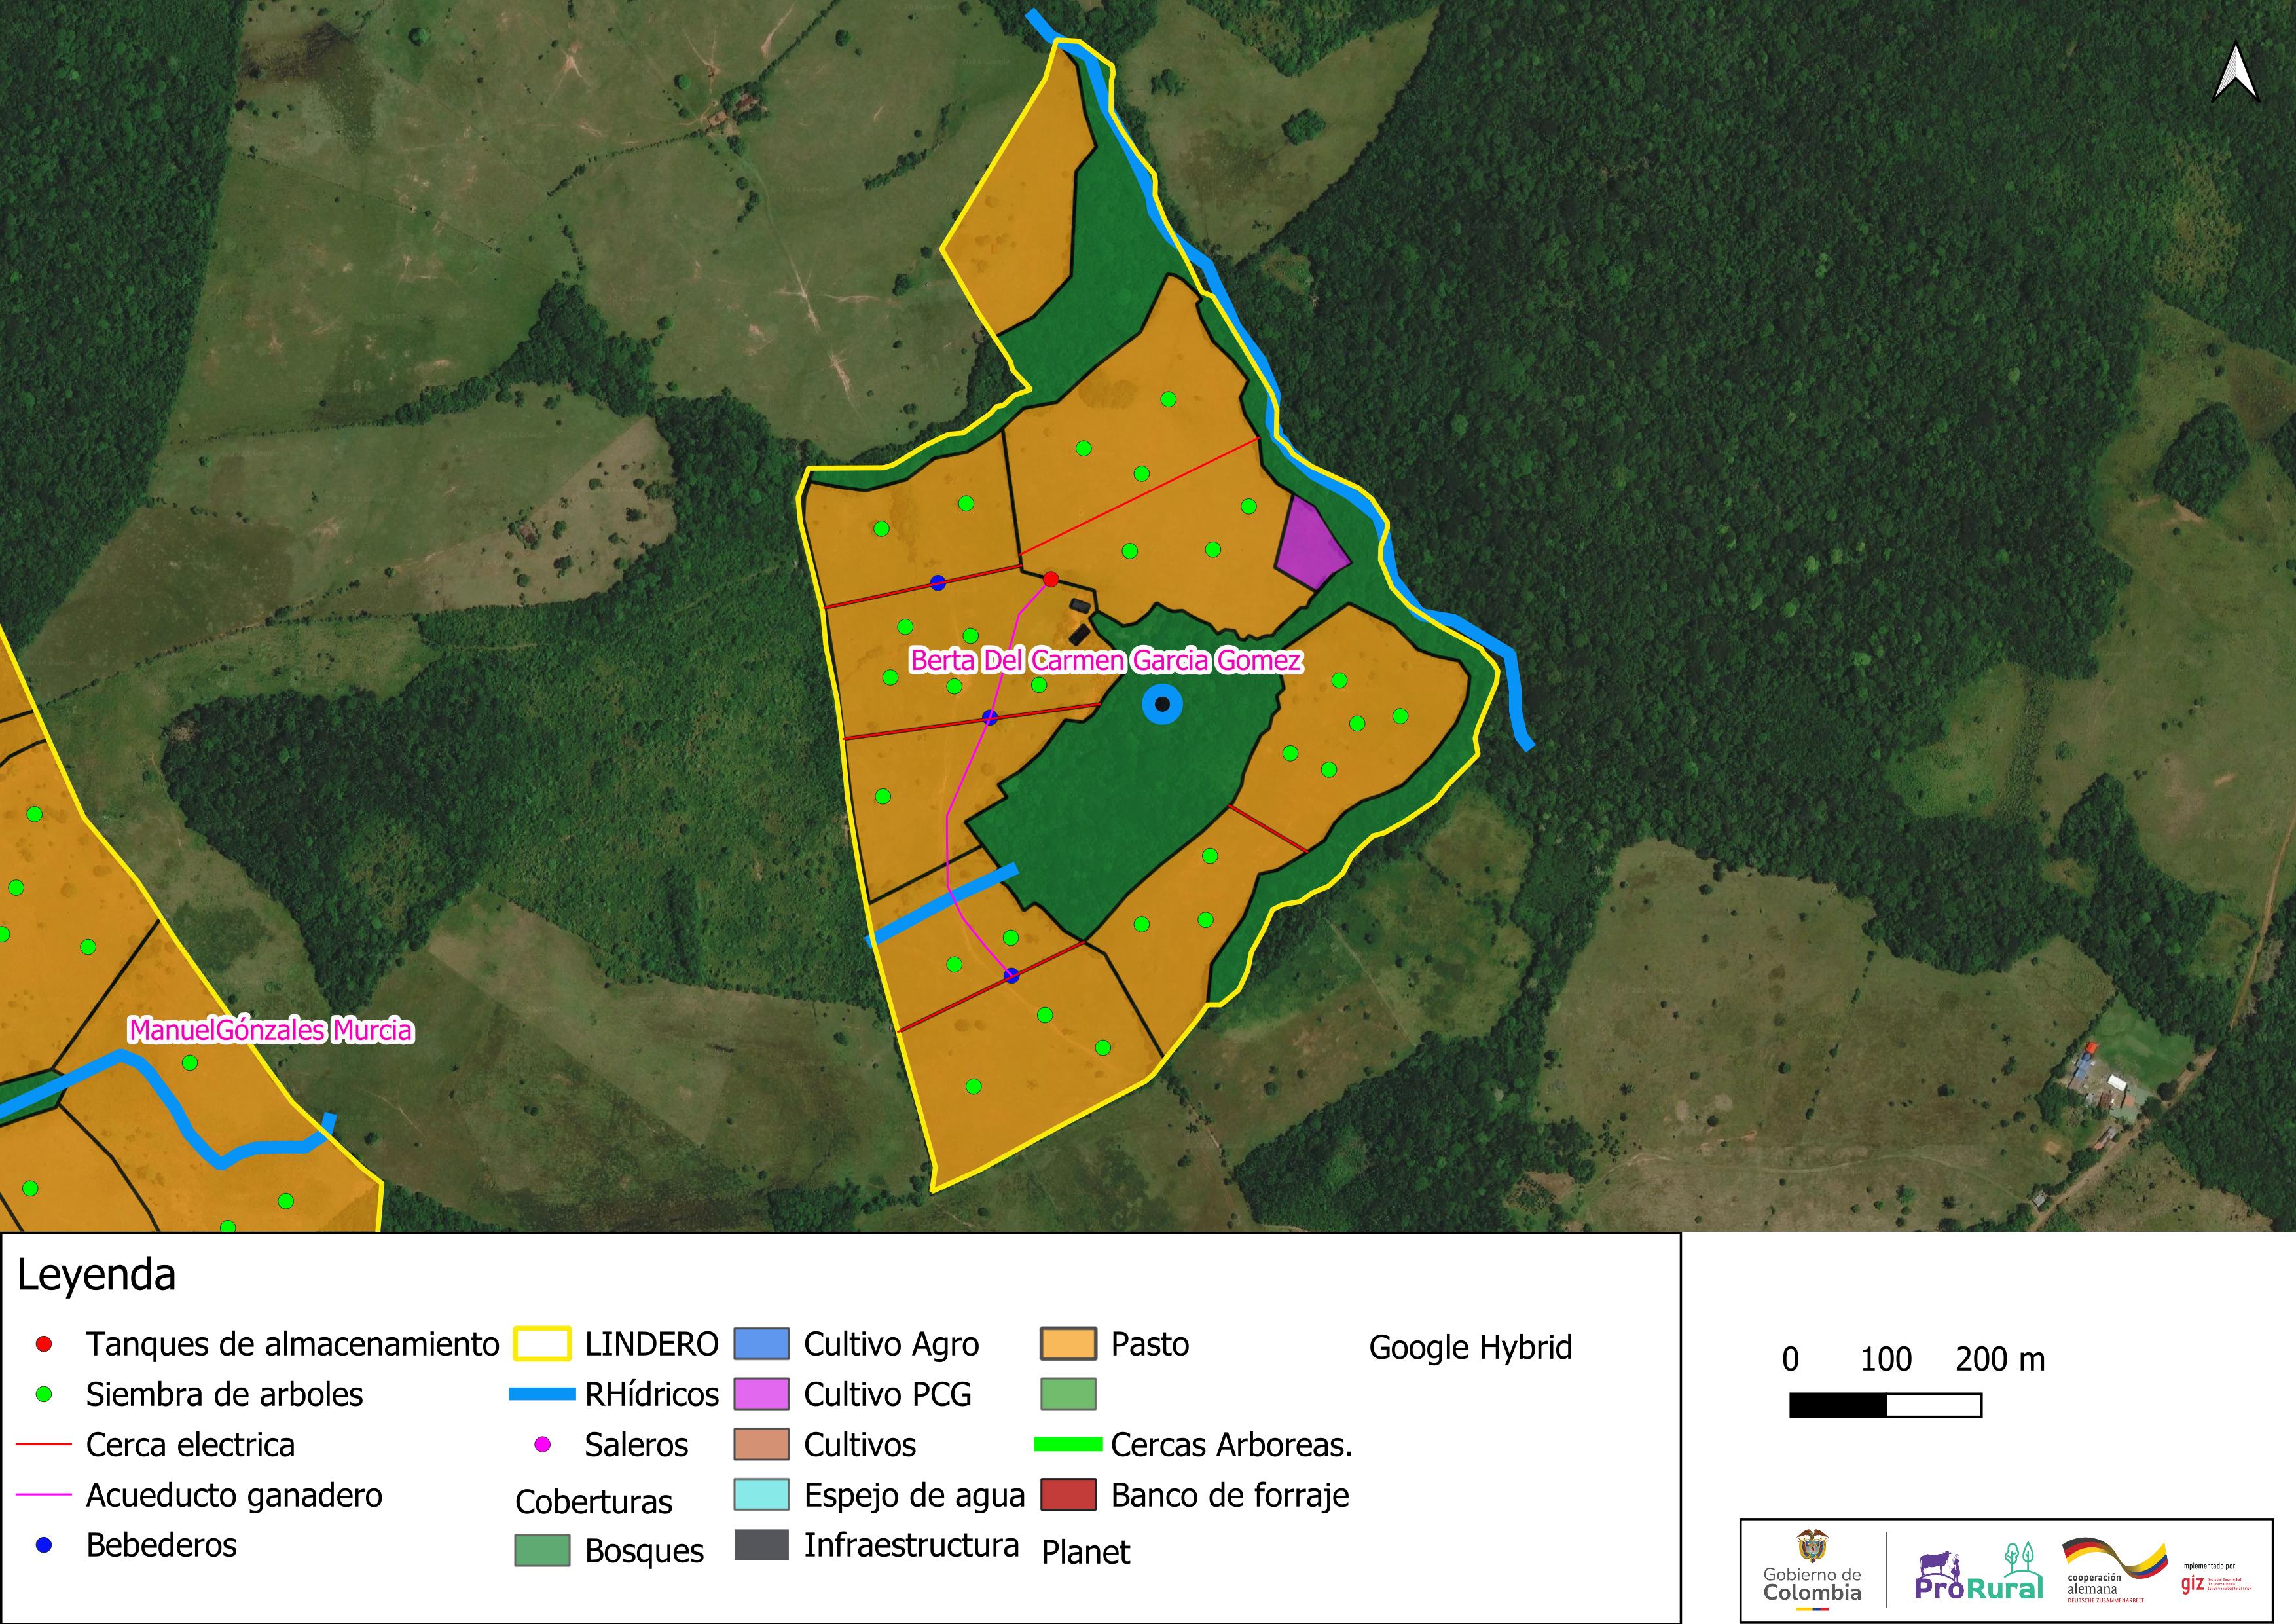 Berta Del Carmen Garcia Gomez
ManuelGónzales Murcia
Leyenda
Tanques de almacenamiento
Siembra de arboles
Cerca electrica
Acueducto ganadero
Bebederos
LINDERO
RHídricos
Saleros
Coberturas
Bosques
Cultivo Agro
Cultivo PCG
Cultivos
Espejo de agua
Infraestructura
Pasto
Cercas Arboreas.
Banco de forraje
Planet
Google Hybrid
0 100 200 m
Gobierno de
Colombia
ProRural
cooperación
alemana
DEUTSCHE ZUSAMMENARBEIT
Implementado por
giz